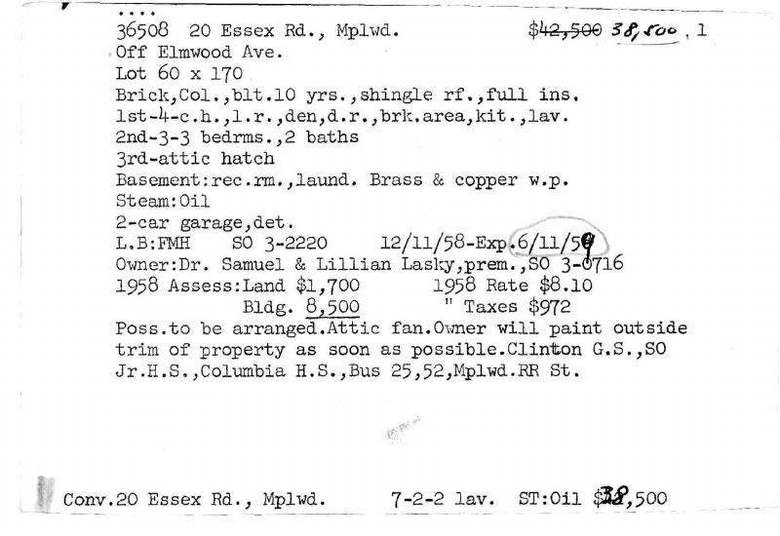 36508 20 Essex Rd., Mplwd. $42,500 38,500, 1
Off Elmwood Ave.
Lot 60 x 170
Brick,Col.,blt.10 yrs.,shingle rf.,full ins.
1st-4-c.h.,l.r.,den,d.r.,brk.area,kit.,lav.
2nd-3-3 bedrms.,2 baths
3rd-attic hatch
Basement:rec.rm.,laund. Brass & copper w.p.
Steam:Oil
2-car garage,det.
L.B:FMH SO 3-2220 12/11/58-Exp.6/11/59
Owner:Dr. Samuel & Lillian Lasky,prem.,SO 3-0716
1958 Assess:Land $1,700 1958 Rate $8.10
Bldg. 8,500 " Taxes $972
Poss.to be arranged.Attic fan.Owner will paint outside
trim of property as soon as possible.Clinton G.S.,SO
Jr.H.S.,Columbia H.S.,Bus 25,52,Mplwd.RR St.
Conv.20 Essex Rd., Mplwd. 7-2-2 lav. ST:Oil $38,500